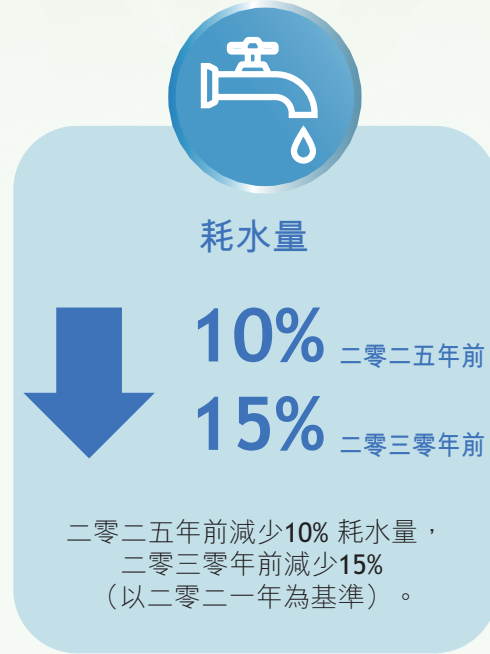 耗水量
10% 二零二五年前
15% 二零三零年前
二零二五年前減少10% 耗水量，
二零三零年前減少15%
（以二零二一年為基準）。